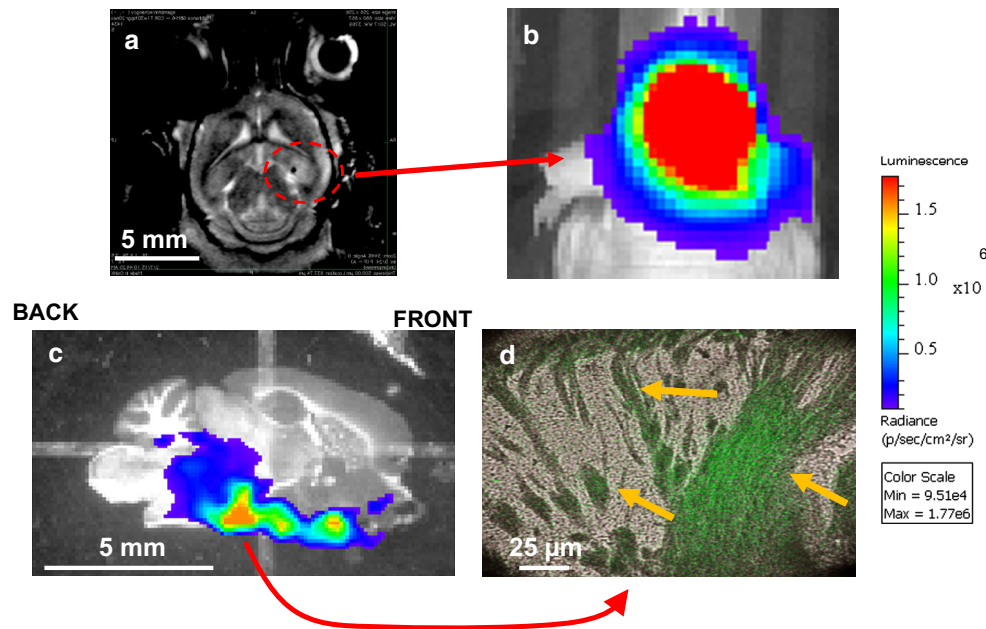 a
5 mm
b
Luminescence
1.5
1.0
0.5
6
x10
Radiance
(p/sec/cm²/sr)
Color Scale
Min = 9.51e4
Max = 1.77e6
BACK
FRONT
c
5 mm
d
25 µm